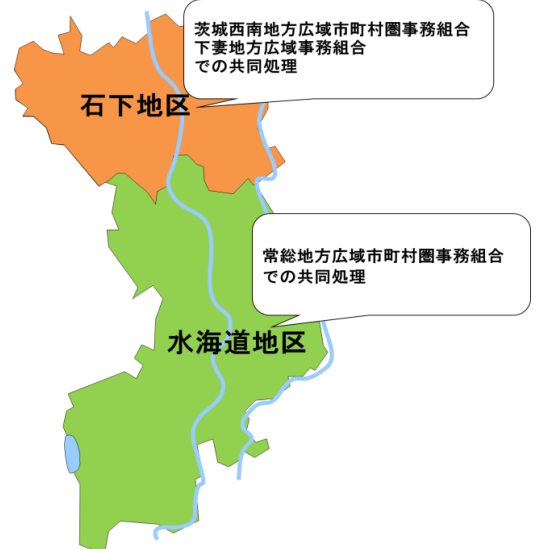 茨城西南地方広域市町村圏事務組合
下妻地方広域事務組合
での共同処理
石下地区
常総地方広域市町村圏事務組合
での共同処理
水海道地区